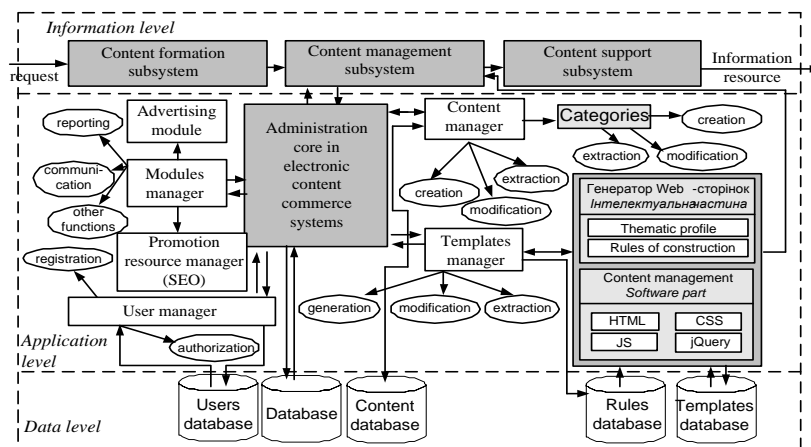 Information level
Content formation
subsystem
Content management
subsystem
Content support
subsystem
request
Information
resource
reporting
Advertising
module
communi-
cation
Modules
manager
other
functions
Promotion
resource manager
(SEO)
registration
User manager
authorization
Administration
core in
electronic
content
commerce
systems
Content
manager
creation
modification
extraction
Categories
creation
extraction
modification
Templates
manager
generation
modification
extraction
Генератор Web -сторінок
Інтелектуальначастина
Thematic profile
Rules of construction
Content management
Software part
HTML
CSS
JS
jQuery
Application
level
Data level
Users
database
Database
Content
database
Rules
database
Templates
database